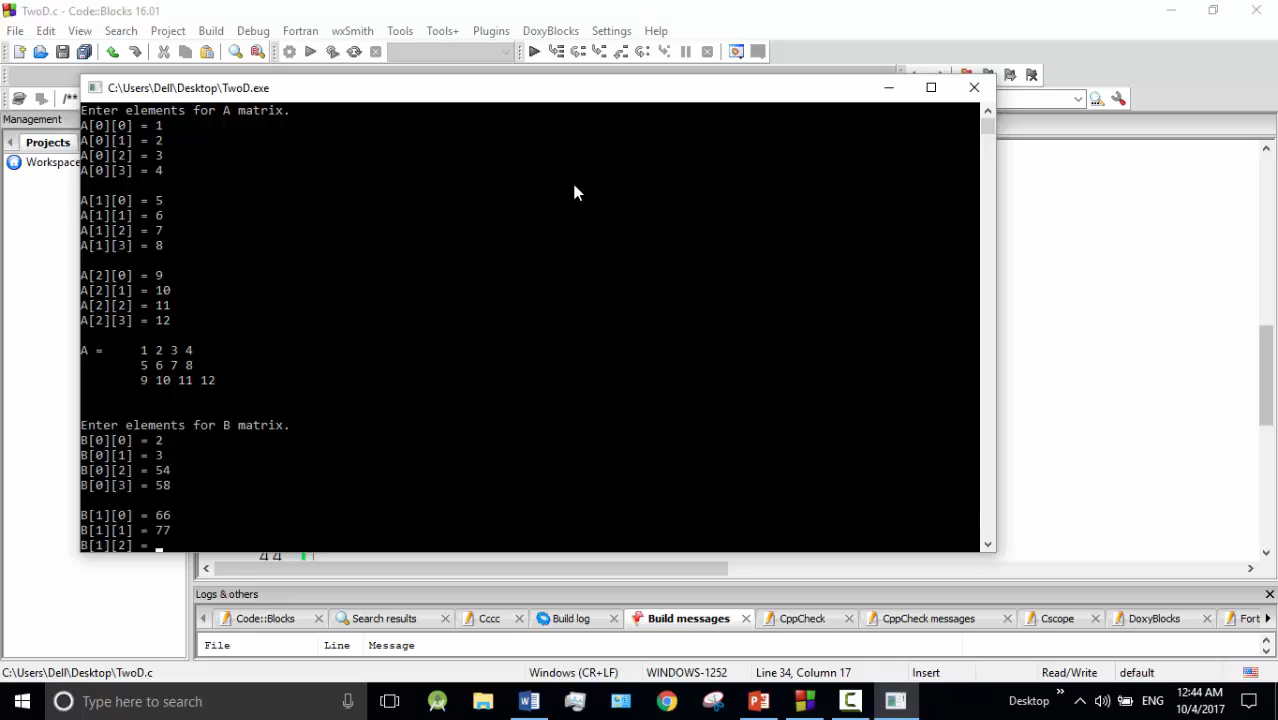 TwoD.c - Code::Blocks 16.01
File Edit View Search Project Build Debug Fortran wxSmith Tools Tools+ Plugins DoxyBlocks Settings Help
C:\Users\Dell\Desktop\TwoD.exe
/**
Management
Projects
Workspace
Enter elements for A matrix.
A[0][0] = 1
A[0][1] = 2
A[0][2] = 3
A[0][3] = 4
A[1][0] = 5
A[1][1] = 6
A[1][2] = 7
A[1][3] = 8
A[2][0] = 9
A[2][1] = 10
A[2][2] = 11
A[2][3] = 12
A = 1 2 3 4
5 6 7 8
9 10 11 12
Enter elements for B matrix.
B[0][0] = 2
B[0][1] = 3
B[0][2] = 54
B[0][3] = 58
B[1][0] = 66
B[1][1] = 77
B[1][2] =
44
Logs & others
Code::Blocks Search results Cccc Build log Build messages CppCheck CppCheck messages Cscope DoxyBlocks Fort
File Line Message
C:\Users\Dell\Desktop\TwoD.c Windows (CR+LF) WINDOWS-1252 Line 34, Column 17 Insert Read/Write default
Type here to search
Desktop ENG
12:44 AM
10/4/2017